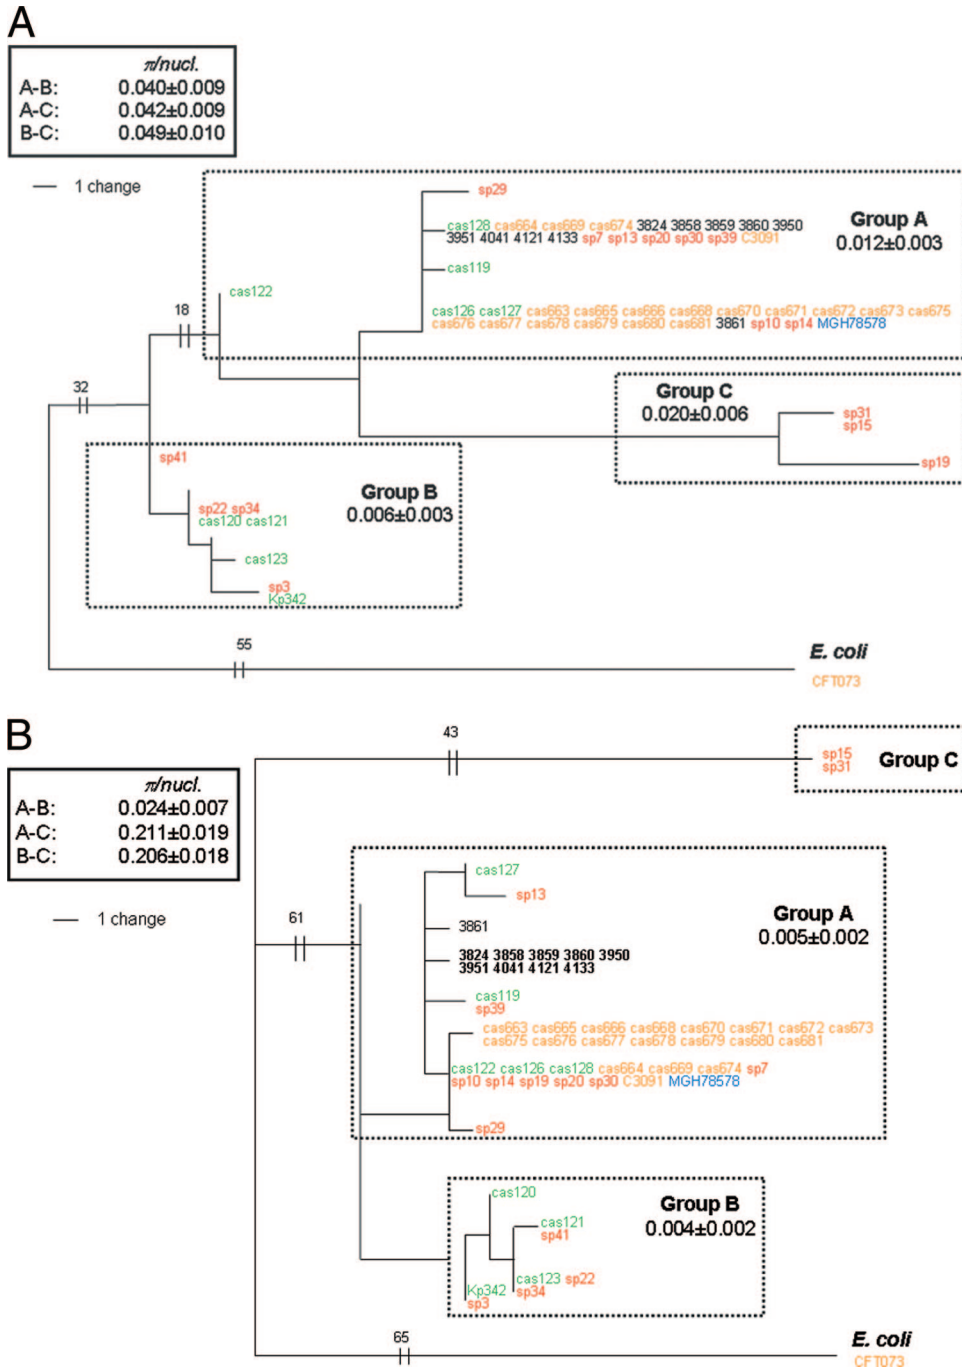 A
π/nucl.
A-B: 0.040±0.009
A-C: 0.042±0.009
B-C: 0.049±0.010
1 change
sp29
cas128 cas664 cas669 cas674 3824 3858 3859 3860 3950
3951 4041 4121 4133 sp7 sp13 sp20 sp30 sp39 C3091
Group A
0.012±0.003
cas119
cas122
cas126 cas127 cas663 cas665 cas666 cas668 cas670 cas671 cas672 cas673 cas675
cas676 cas677 cas678 cas679 cas680 cas681 3861 sp10 sp14 MGH78578
18
32
Group C
0.020±0.006
sp31
sp15
sp19
sp41
Group B
0.006±0.003
sp22 sp34
cas120 cas121
cas123
sp3
Kp342
55
E. coli
CFT073
B
43
sp15
sp31
Group C
π/nucl.
A-B: 0.024±0.007
A-C: 0.211±0.019
B-C: 0.206±0.018
1 change
cas127
sp13
Group A
0.005±0.002
61
3861
3824 3858 3859 3860 3950
3951 4041 4121 4133
cas119
sp39
cas663 cas665 cas666 cas668 cas670 cas671 cas672 cas673
cas675 cas676 cas677 cas678 cas679 cas680 cas681
cas122 cas126 cas128 cas664 cas669 cas674 sp7
sp10 sp14 sp19 sp20 sp30 C3091 MGH78578
sp29
cas120
Group B
0.004±0.002
cas121
sp41
cas123 sp22
sp34
Kp342
sp3
65
E. coli
CFT073